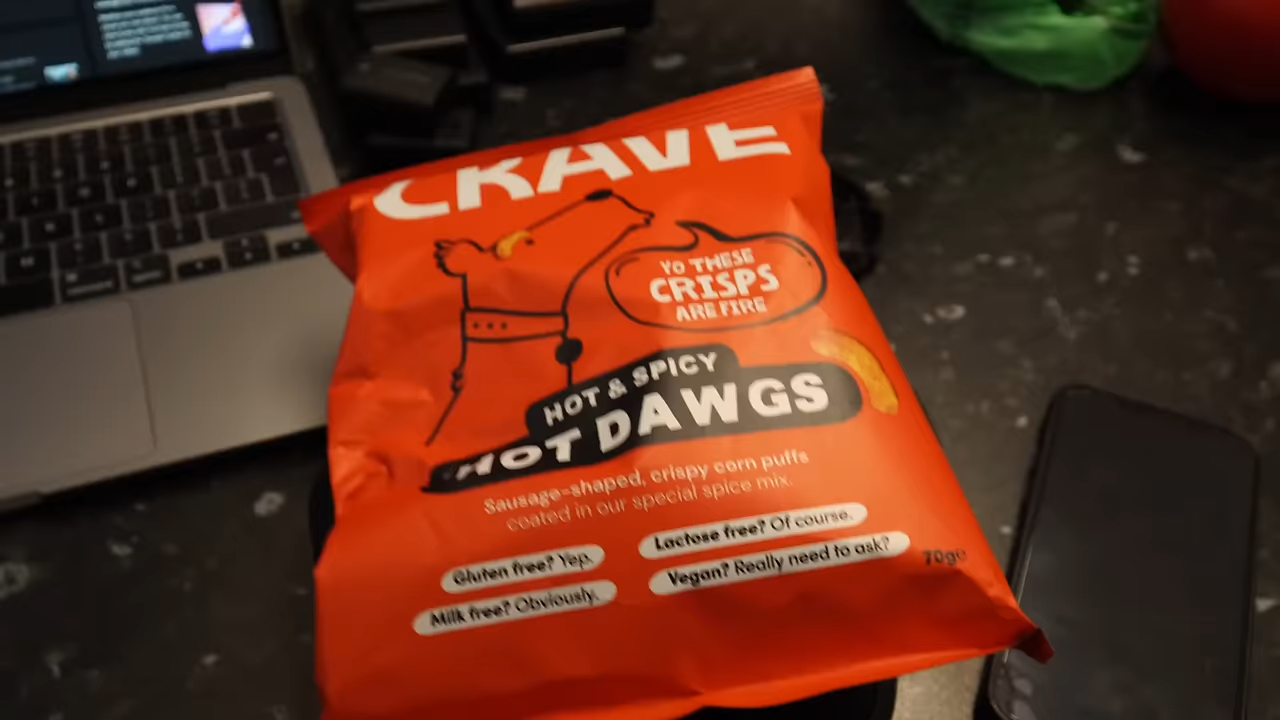 CRAVE
YO THESE
CRISPS
ARE FIRE
HOT & SPICY
HOT DAWGS
Sausage-shaped, crispy corn puffs
coated in our special spice mix.
Gluten free? Yep.
Lactose free? Of course.
Milk free? Obviously.
Vegan? Really need to ask?
70g℮